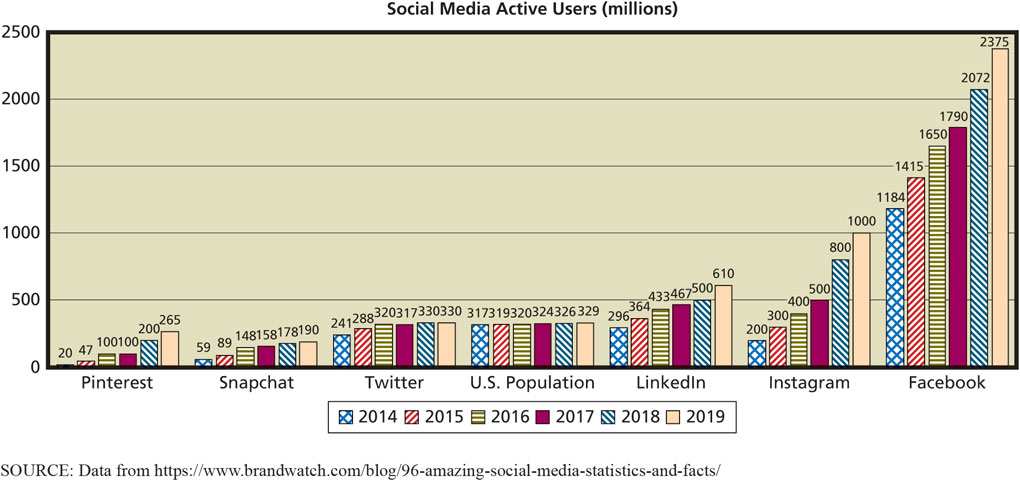 Social Media Active Users (millions)
2500
2000
1500
1000
500
0
20 47 100 100 200 265
59 89 148 158 178 190
241 288 320 317 330 330
317 319 320 324 326 329
296 364 433 467 500 610
200 300 400 500 800 1000
1184 1415 1650 1790 2072 2375
Pinterest Snapchat Twitter U.S. Population LinkedIn Instagram Facebook
2014 2015 2016 2017 2018 2019
SOURCE: Data from https://www.brandwatch.com/blog/96-amazing-social-media-statistics-and-facts/